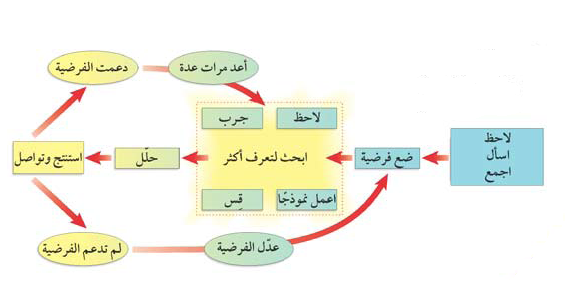 دعمت الفرضية
أعد مرات عدة
لاحظ
جرب
لاحظ
اسأل
اجمع
ضع فرضية
ابحث لتعرف أكثر
حلّل
استنتج وتواصل
اعمل نموذجًا
قِس
عدّل الفرضية
لم تدعم الفرضية